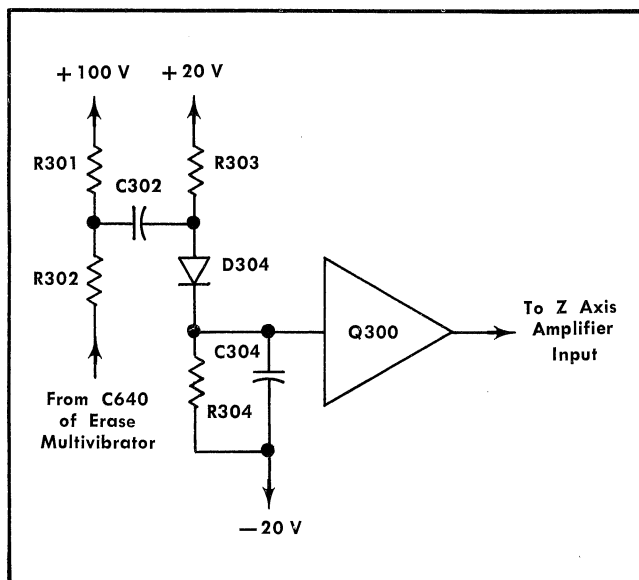 +100 V
+20 V
R301
R303
C302
R302
D304
Q300
To Z Axis
Amplifier
Input
C304
R304
From C640
of Erase
Multivibrator
—20 V